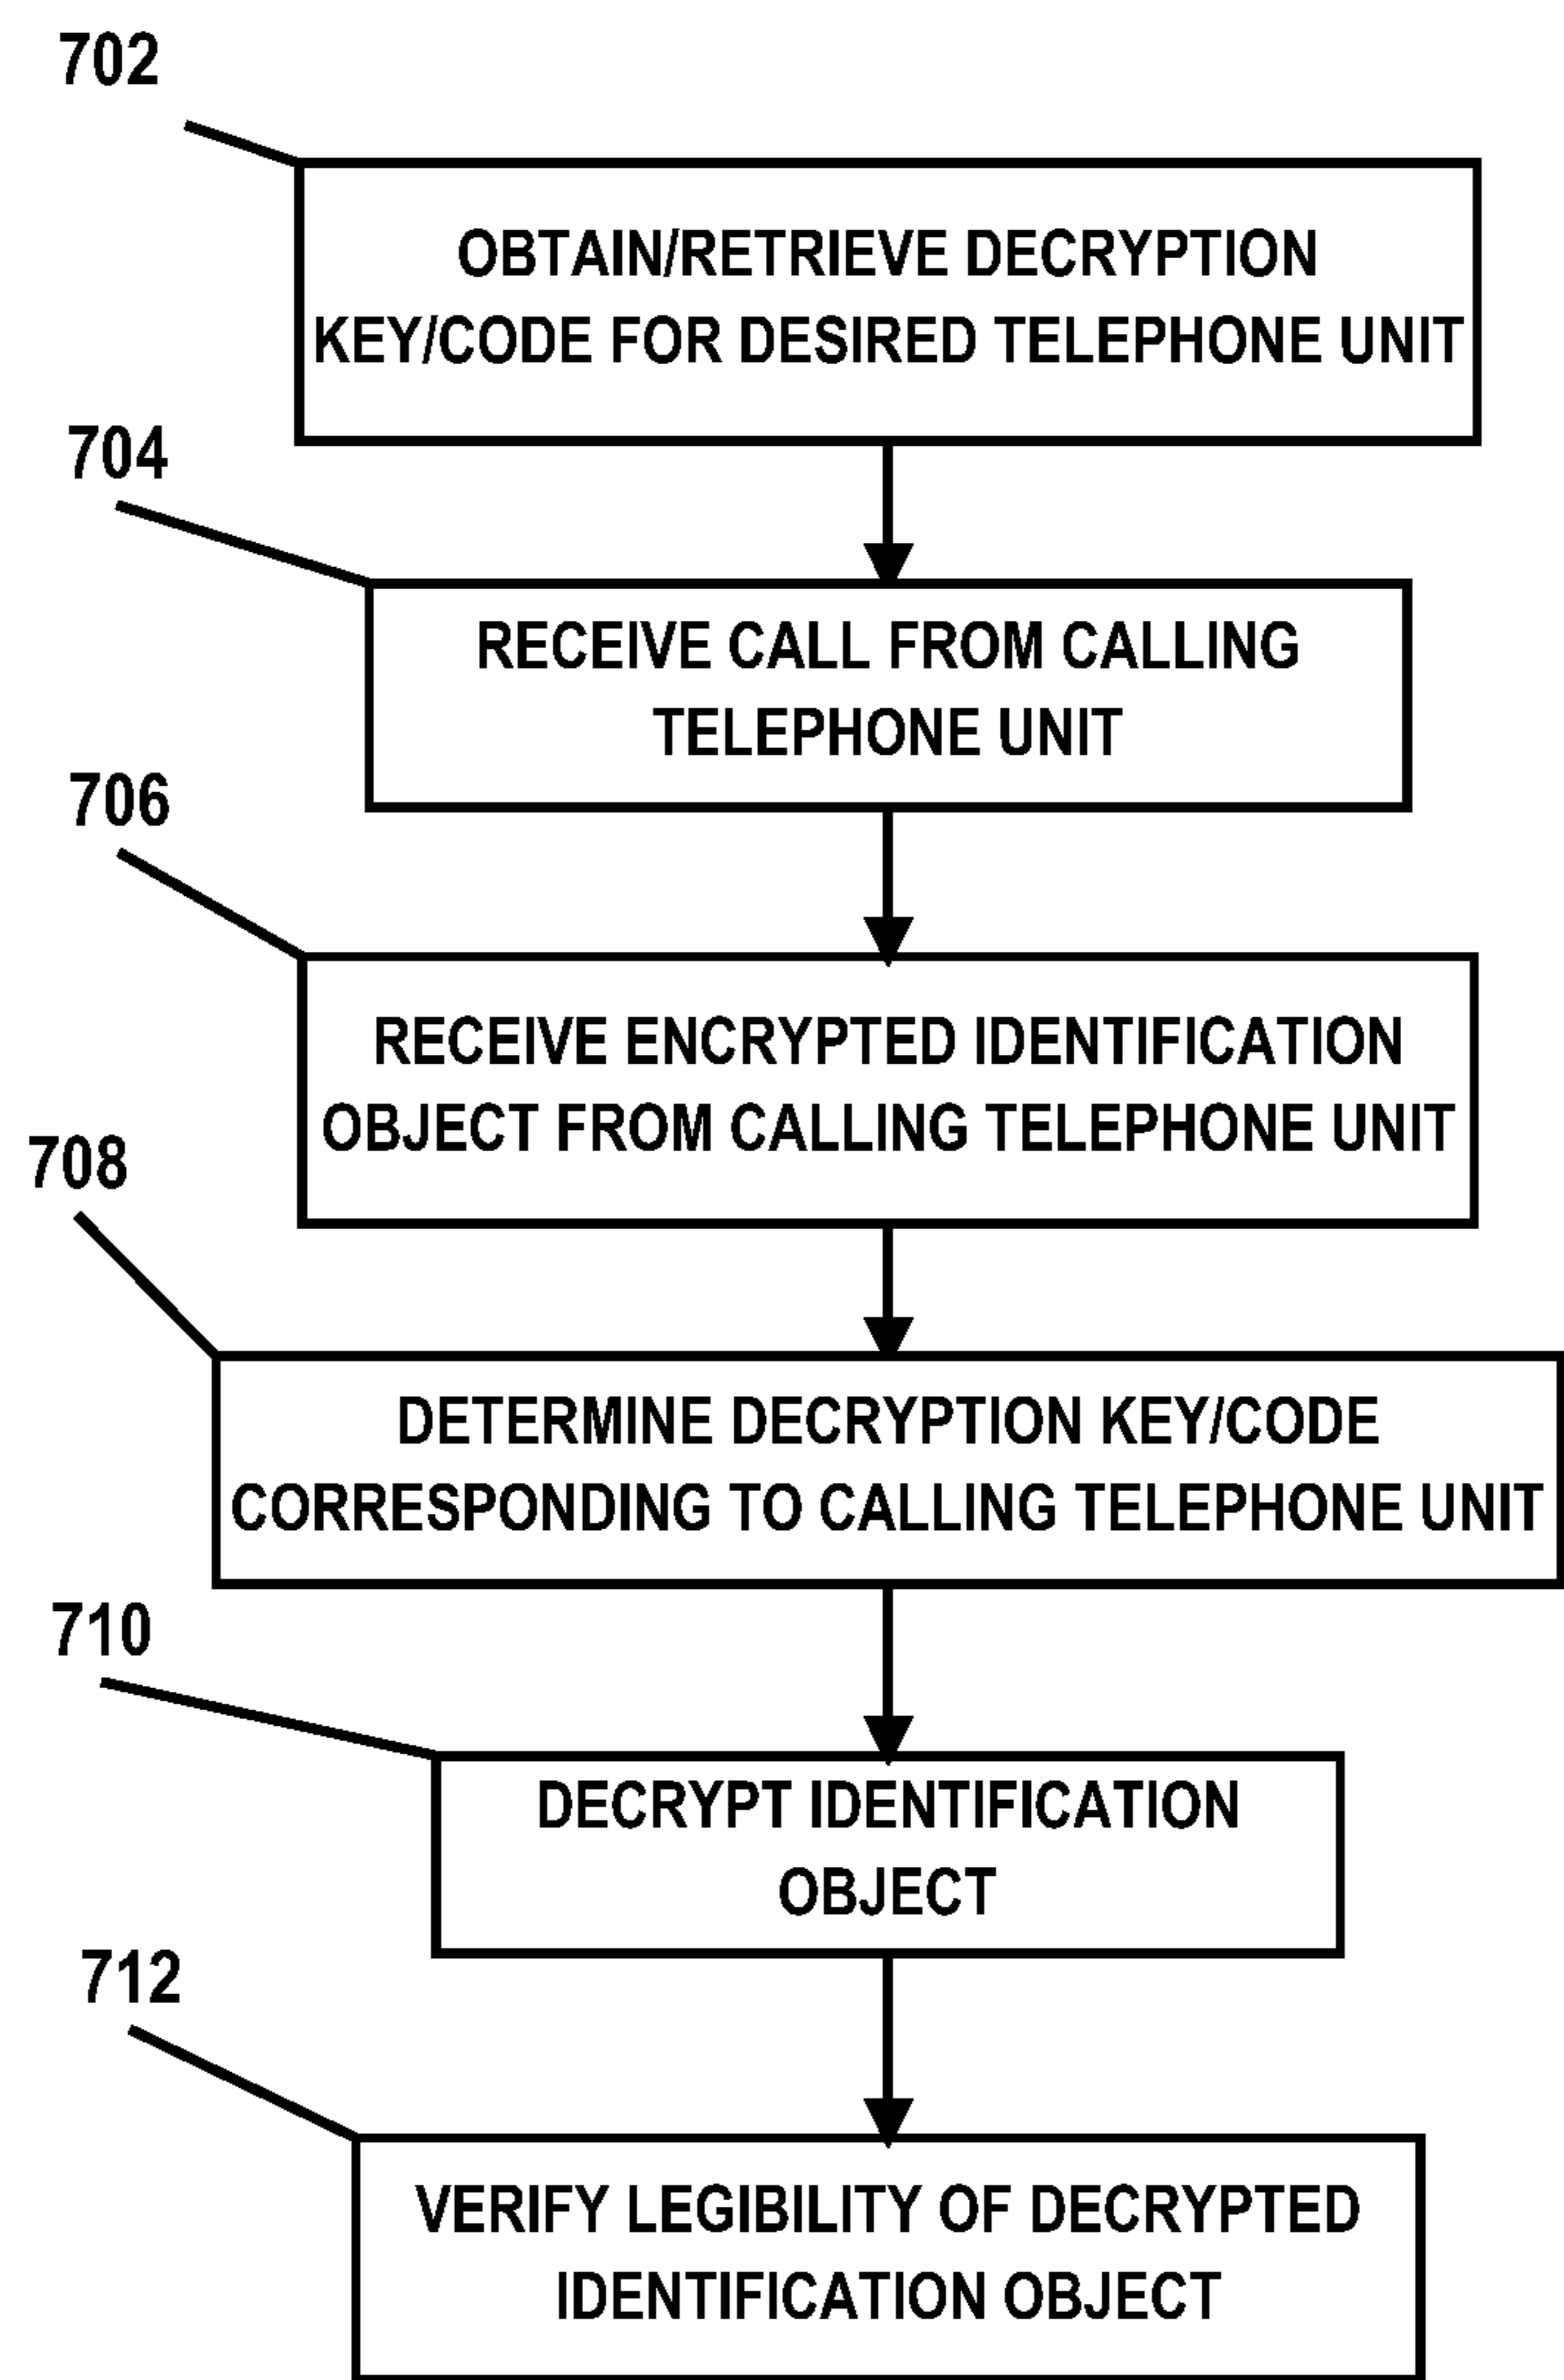 702
OBTAIN/RETRIEVE DECRYPTION
KEY/CODE FOR DESIRED TELEPHONE UNIT
704
RECEIVE CALL FROM CALLING
TELEPHONE UNIT
706
RECEIVE ENCRYPTED IDENTIFICATION
OBJECT FROM CALLING TELEPHONE UNIT
708
DETERMINE DECRYPTION KEY/CODE
CORRESPONDING TO CALLING TELEPHONE UNIT
710
DECRYPT IDENTIFICATION
OBJECT
712
VERIFY LEGIBILITY OF DECRYPTED
IDENTIFICATION OBJECT